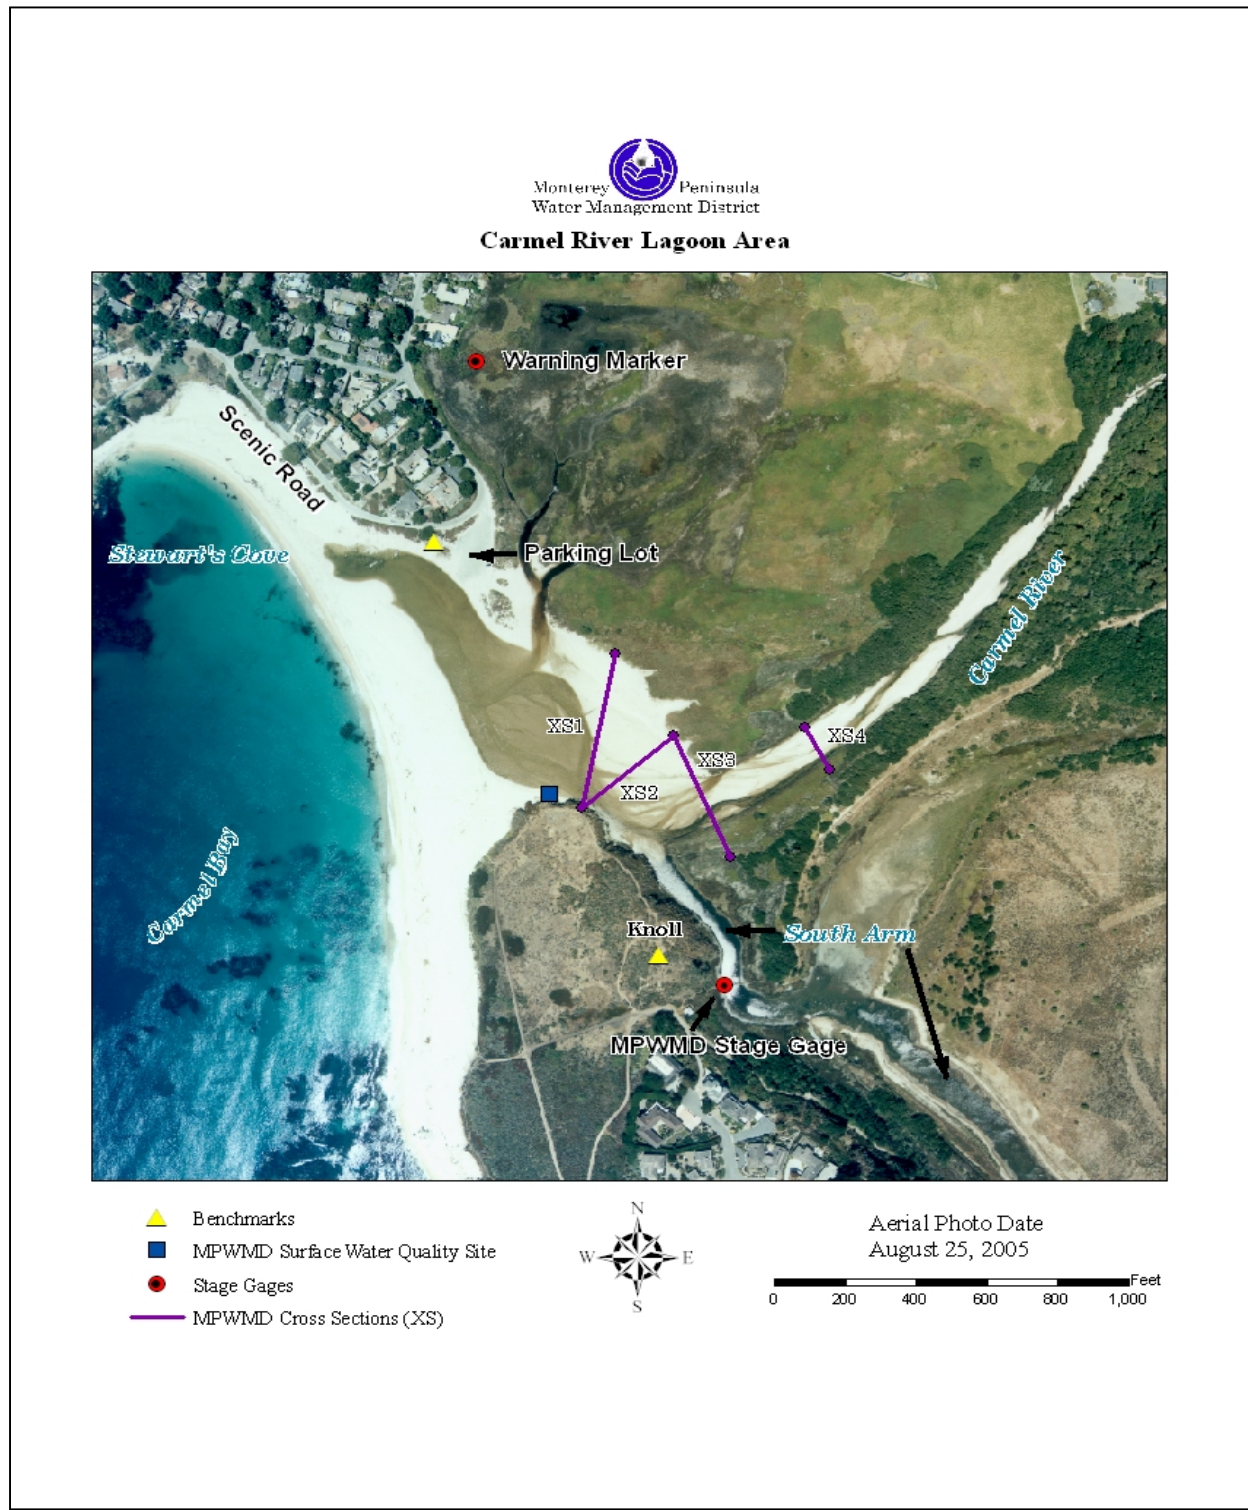 Monterey Peninsula
Water Management District
Carmel River Lagoon Area
Warning Marker
Scenic Road
Stewart's Cove
Parking Lot
Carmel River
XS1
XS4
XS3
XS2
Carmel Bay
Knoll
South Arm
MPWMD Stage Gage
Benchmarks
MPWMD Surface Water Quality Site
Stage Gages
MPWMD Cross Sections (XS)
N
W E
S
Aerial Photo Date
August 25, 2005
Feet
0 200 400 600 800 1,000